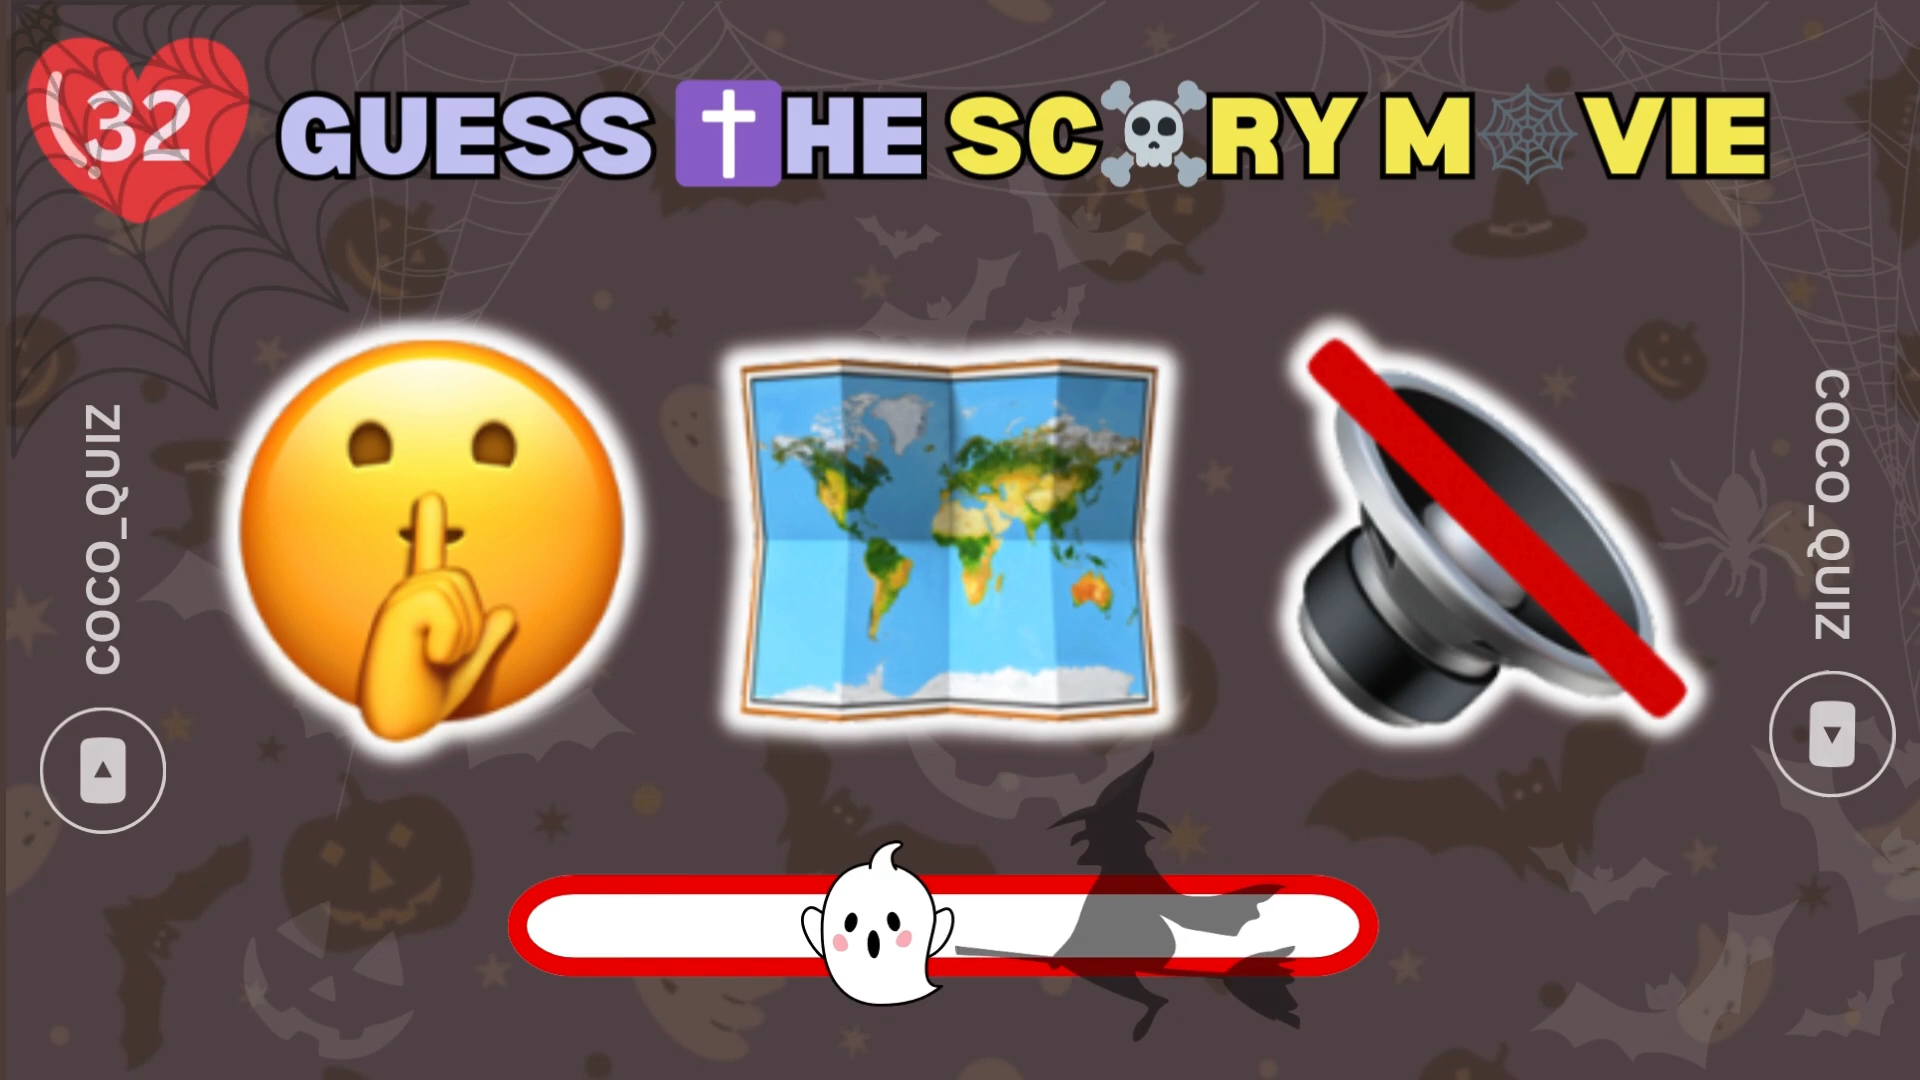 32
GUESS ✝HE SC☠RY M🕸VIE
COCO_QUIZ
COCO_QUIZ